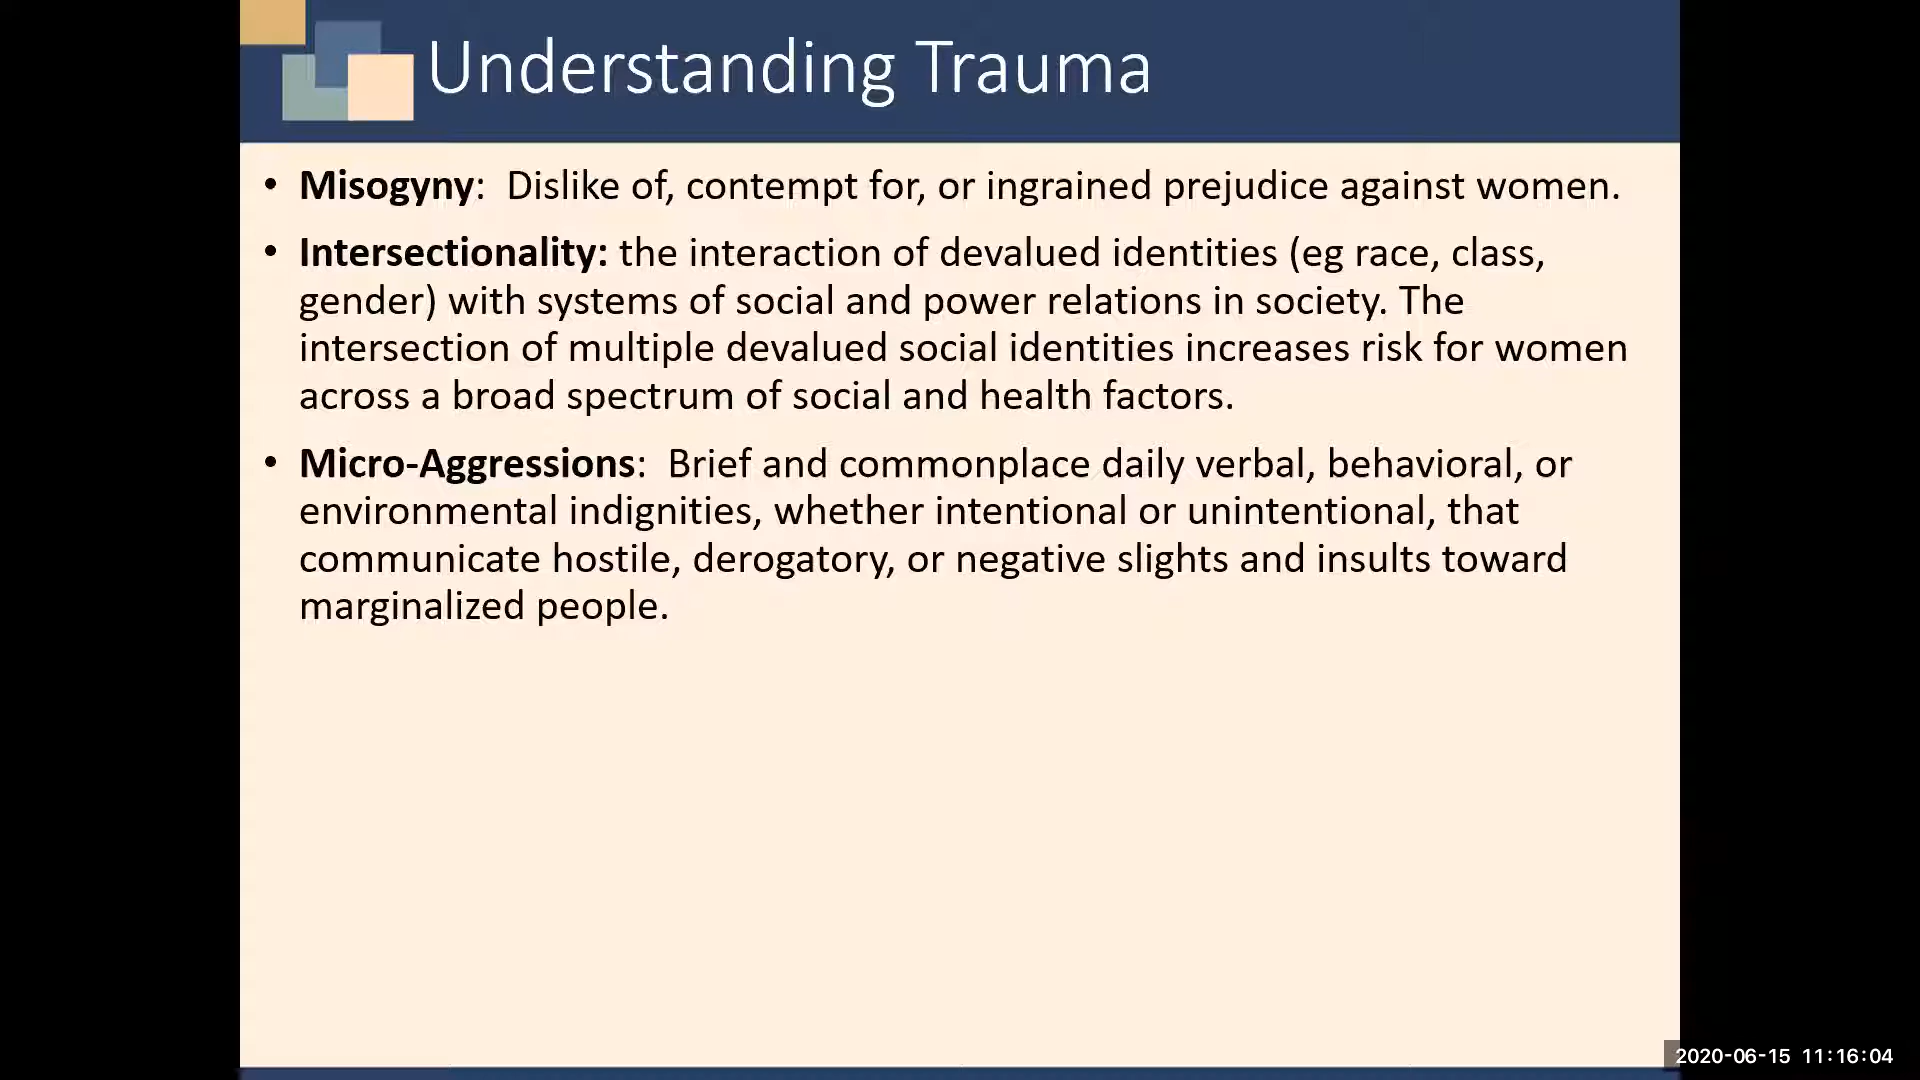 Understanding Trauma
• Misogyny:  Dislike of, contempt for, or ingrained prejudice against women.
• Intersectionality: the interaction of devalued identities (eg race, class,
gender) with systems of social and power relations in society. The
intersection of multiple devalued social identities increases risk for women
across a broad spectrum of social and health factors.
• Micro-Aggressions:  Brief and commonplace daily verbal, behavioral, or
environmental indignities, whether intentional or unintentional, that
communicate hostile, derogatory, or negative slights and insults toward
marginalized people.
2020-06-15 11:16:04